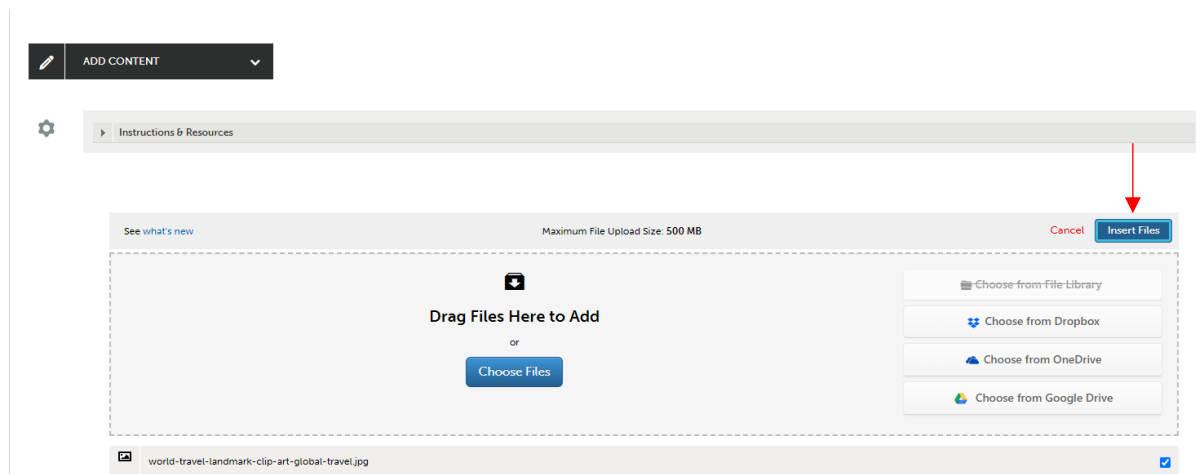 ADD CONTENT
Instructions & Resources
See what's new
Maximum File Upload Size: 500 MB
Cancel
Insert Files
Drag Files Here to Add
or
Choose Files
Choose from File Library
Choose from Dropbox
Choose from OneDrive
Choose from Google Drive
world-travel-landmark-clip-art-global-travel.jpg